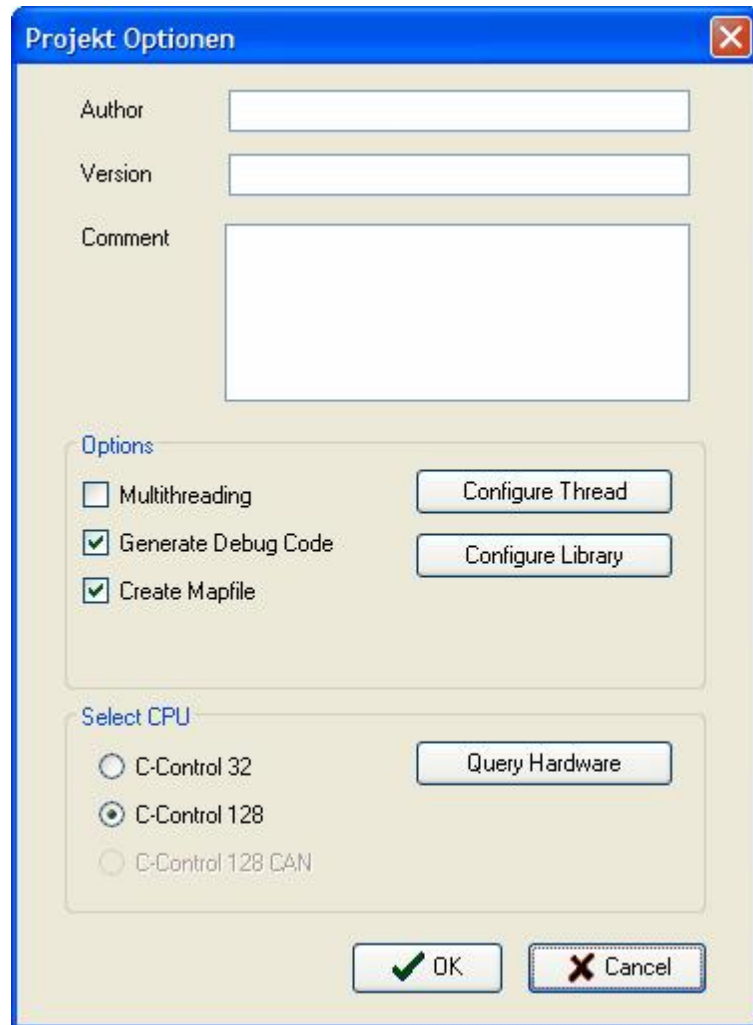 Projekt Optionen
Author
Version
Comment
Options
Multithreading
Configure Thread
Generate Debug Code
Configure Library
Create Mapfile
Select CPU
C-Control 32
Query Hardware
C-Control 128
C-Control 128 CAN
OK
Cancel